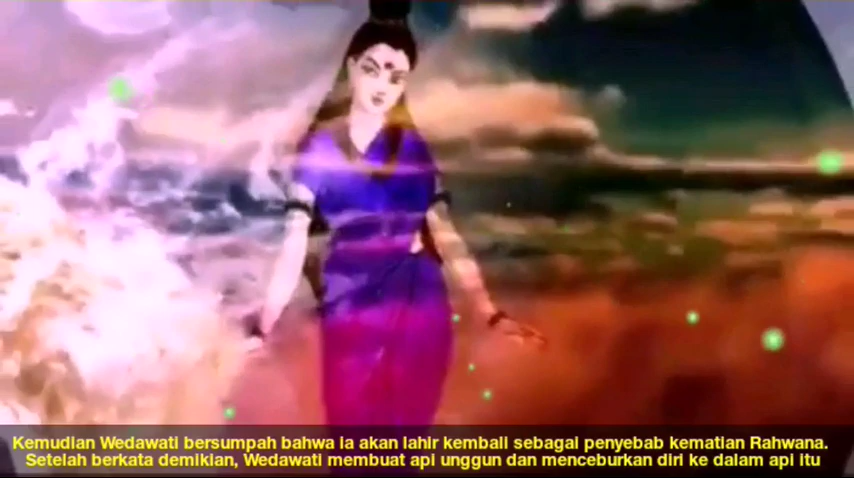 Kemudian Wedawati bersumpah bahwa ia akan lahir kembali sebagai penyebab kematian Rahwana.
Setelah berkata demikian, Wedawati membuat api unggun dan menceburkan diri ke dalam api itu